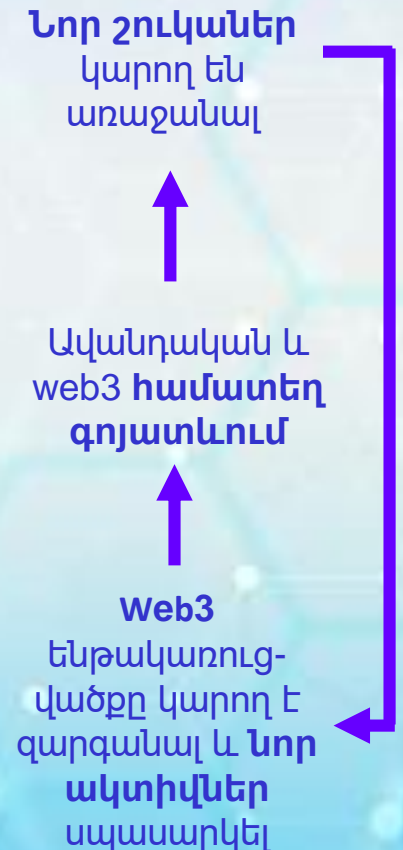 Նոր շուկաներ
կարող են
առաջանալ
Ավանդական և
web3 համատեղ
գոյատևում
Web3
ենթակառուց-
վածքը կարող է
զարգանալ և նոր
ակտիվներ
սպասարկել